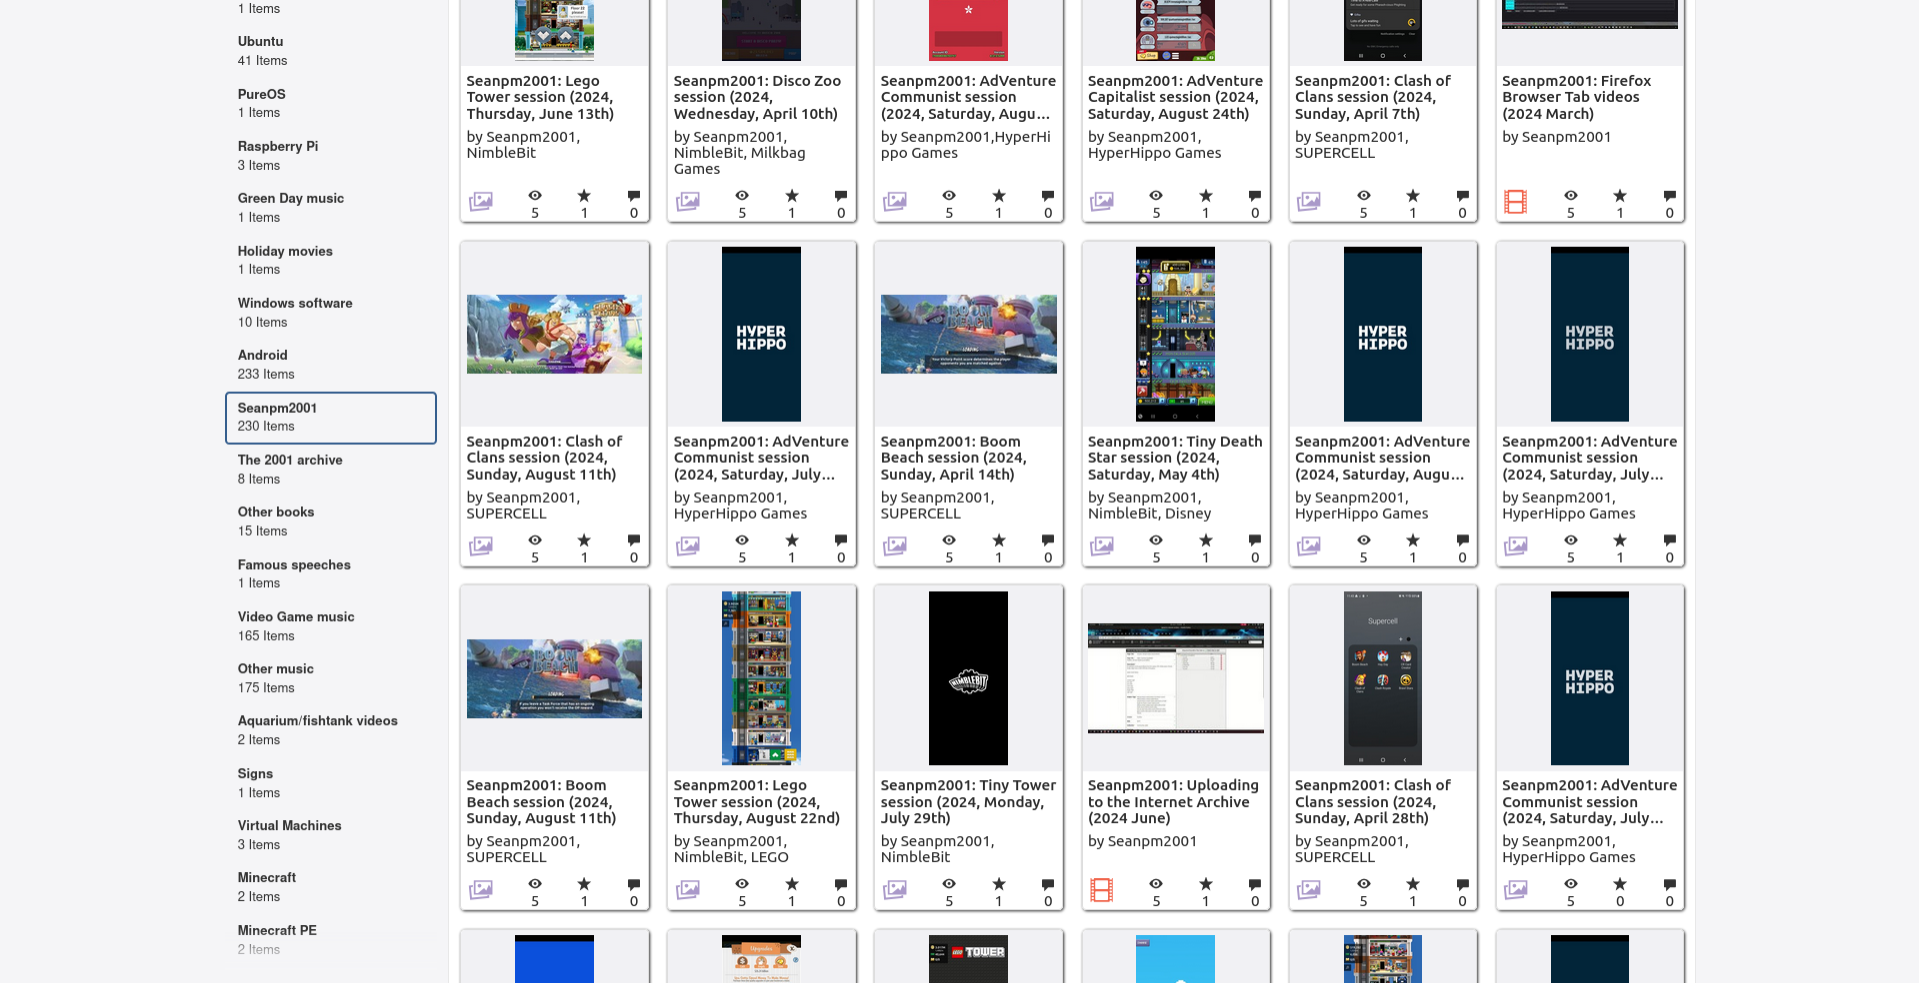 1 Items
Ubuntu
41 Items
PureOS
1 Items
Raspberry Pi
3 Items
Green Day music
1 Items
Holiday movies
1 Items
Windows software
10 Items
Android
233 Items
Seanpm2001
230 Items
The 2001 archive
8 Items
Other books
15 Items
Famous speeches
1 Items
Video Game music
165 Items
Other music
175 Items
Aquarium/fishtank videos
2 Items
Signs
1 Items
Virtual Machines
3 Items
Minecraft
2 Items
Minecraft PE
2 Items
Seanpm2001: Lego
Tower session (2024,
Thursday, June 13th)
by Seanpm2001,
NimbleBit
5 1 0
Seanpm2001: Disco Zoo
session (2024,
Wednesday, April 10th)
by Seanpm2001,
NimbleBit, Milkbag
Games
5 1 0
Seanpm2001: AdVenture
Communist session
(2024, Saturday, Augu...
by Seanpm2001,HyperHi
ppo Games
5 1 0
Seanpm2001: AdVenture
Capitalist session (2024,
Saturday, August 24th)
by Seanpm2001,
HyperHippo Games
5 1 0
Seanpm2001: Clash of
Clans session (2024,
Sunday, April 7th)
by Seanpm2001,
SUPERCELL
5 1 0
Seanpm2001: Firefox
Browser Tab videos
(2024 March)
by Seanpm2001
5 1 0
Seanpm2001: Clash of
Clans session (2024,
Sunday, August 11th)
by Seanpm2001,
SUPERCELL
5 1 0
HYPER
HIPPO
Seanpm2001: AdVenture
Communist session
(2024, Saturday, July...
by Seanpm2001,
HyperHippo Games
5 1 0
BOOM
BEACH
Seanpm2001: Boom
Beach session (2024,
Sunday, April 14th)
by Seanpm2001,
SUPERCELL
5 1 0
Seanpm2001: Tiny Death
Star session (2024,
Saturday, May 4th)
by Seanpm2001,
NimbleBit, Disney
5 1 0
HYPER
HIPPO
Seanpm2001: AdVenture
Communist session
(2024, Saturday, Augu...
by Seanpm2001,
HyperHippo Games
5 1 0
HYPER
HIPPO
Seanpm2001: AdVenture
Communist session
(2024, Saturday, July...
by Seanpm2001,
HyperHippo Games
5 1 0
BOOM
BEACH
Seanpm2001: Boom
Beach session (2024,
Sunday, August 11th)
by Seanpm2001,
SUPERCELL
5 1 0
Seanpm2001: Lego
Tower session (2024,
Thursday, August 22nd)
by Seanpm2001,
NimbleBit, LEGO
5 1 0
NIMBLEBIT
Seanpm2001: Tiny Tower
session (2024, Monday,
July 29th)
by Seanpm2001,
NimbleBit
5 1 0
Seanpm2001: Uploading
to the Internet Archive
(2024 June)
by Seanpm2001
5 1 0
Supercell
Seanpm2001: Clash of
Clans session (2024,
Sunday, April 28th)
by Seanpm2001,
SUPERCELL
5 1 0
HYPER
HIPPO
Seanpm2001: AdVenture
Communist session
(2024, Saturday, July...
by Seanpm2001,
HyperHippo Games
5 0 0
Upgrades
LEGO TOWER